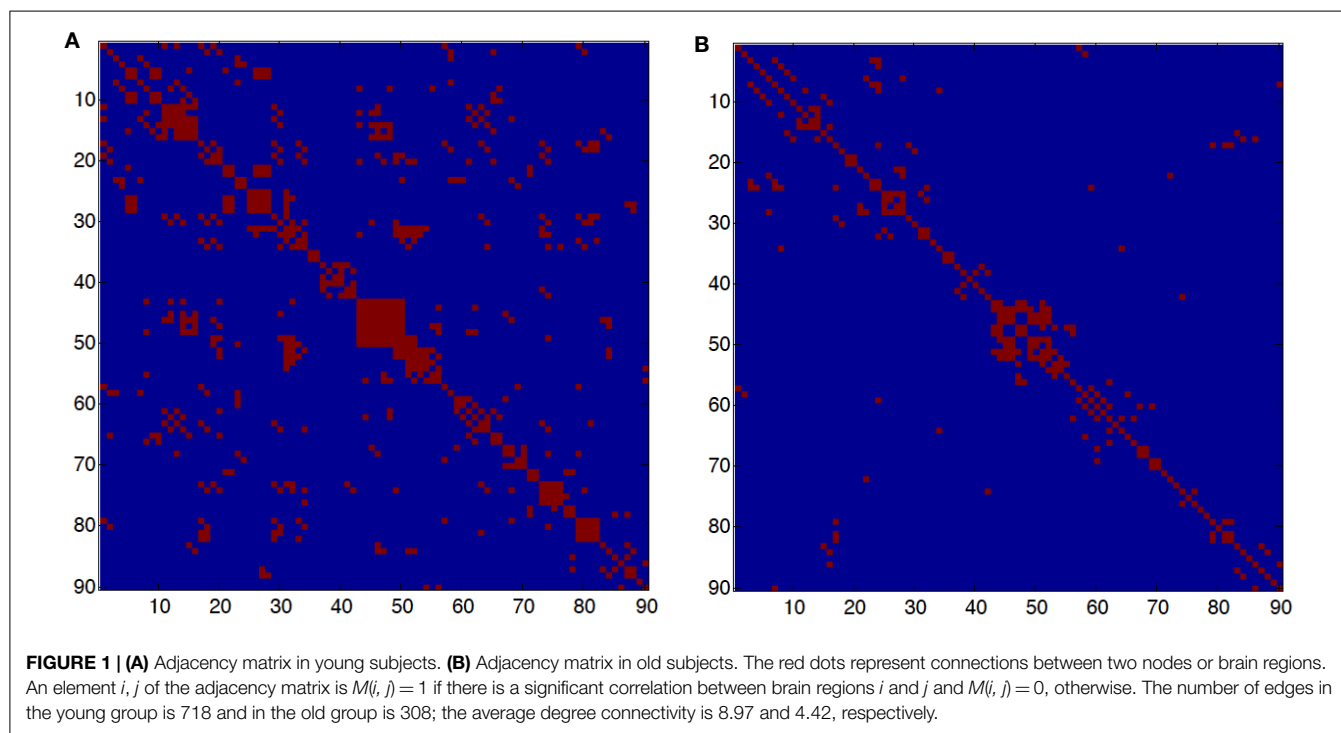 A
B
10
20
30
40
50
60
70
80
90
10 20 30 40 50 60 70 80 90
10
20
30
40
50
60
70
80
90
10 20 30 40 50 60 70 80 90
FIGURE 1 | (A) Adjacency matrix in young subjects. (B) Adjacency matrix in old subjects. The red dots represent connections between two nodes or brain regions.
An element i, j of the adjacency matrix is M(i, j) = 1 if there is a significant correlation between brain regions i and j and M(i, j) = 0, otherwise. The number of edges in
the young group is 718 and in the old group is 308; the average degree connectivity is 8.97 and 4.42, respectively.